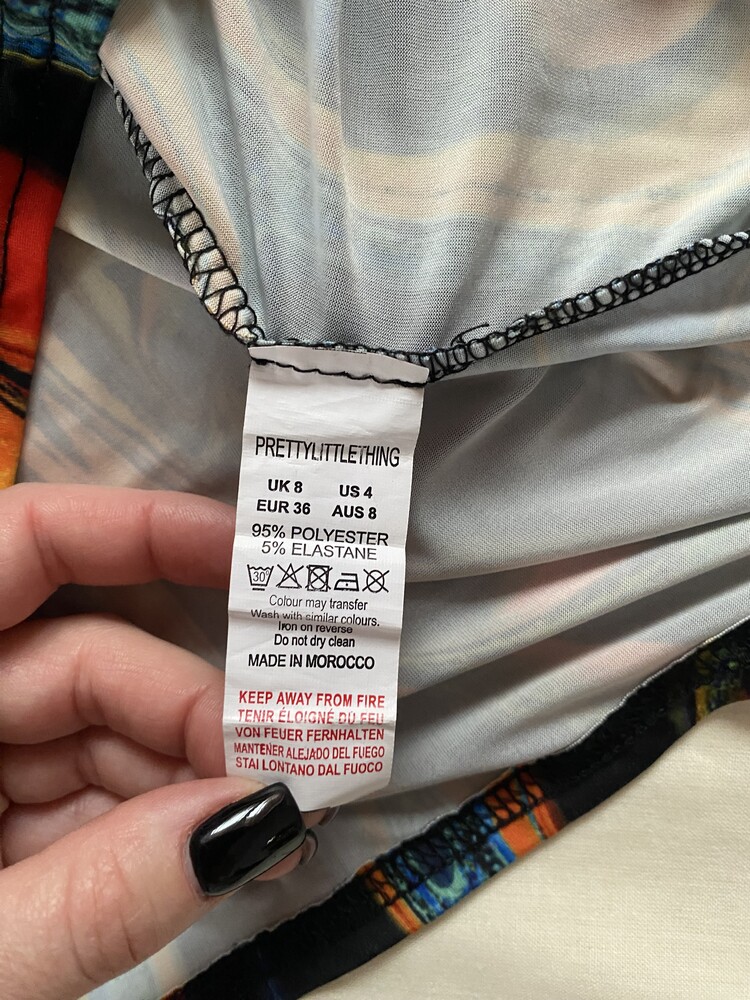 PRETTYLITTLETHING
UK 8 US 4
EUR 36 AUS 8
95% POLYESTER
5% ELASTANE
30
Colour may transfer
Wash with similar colours.
Iron on reverse
Do not dry clean
MADE IN MOROCCO
KEEP AWAY FROM FIRE
TENIR ÉLOIGNÉ DU FEU
VON FEUER FERNHALTEN
MANTENER ALEJADO DEL FUEGO
STAI LONTANO DAL FUOCO